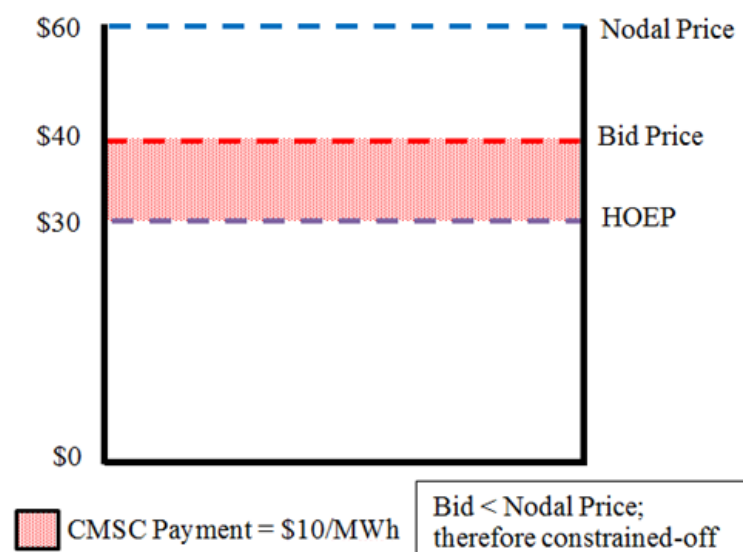 $60
Nodal Price
$40
Bid Price
$30
HOEP
$0
CMSC Payment = $10/MWh
Bid < Nodal Price;
therefore constrained-off